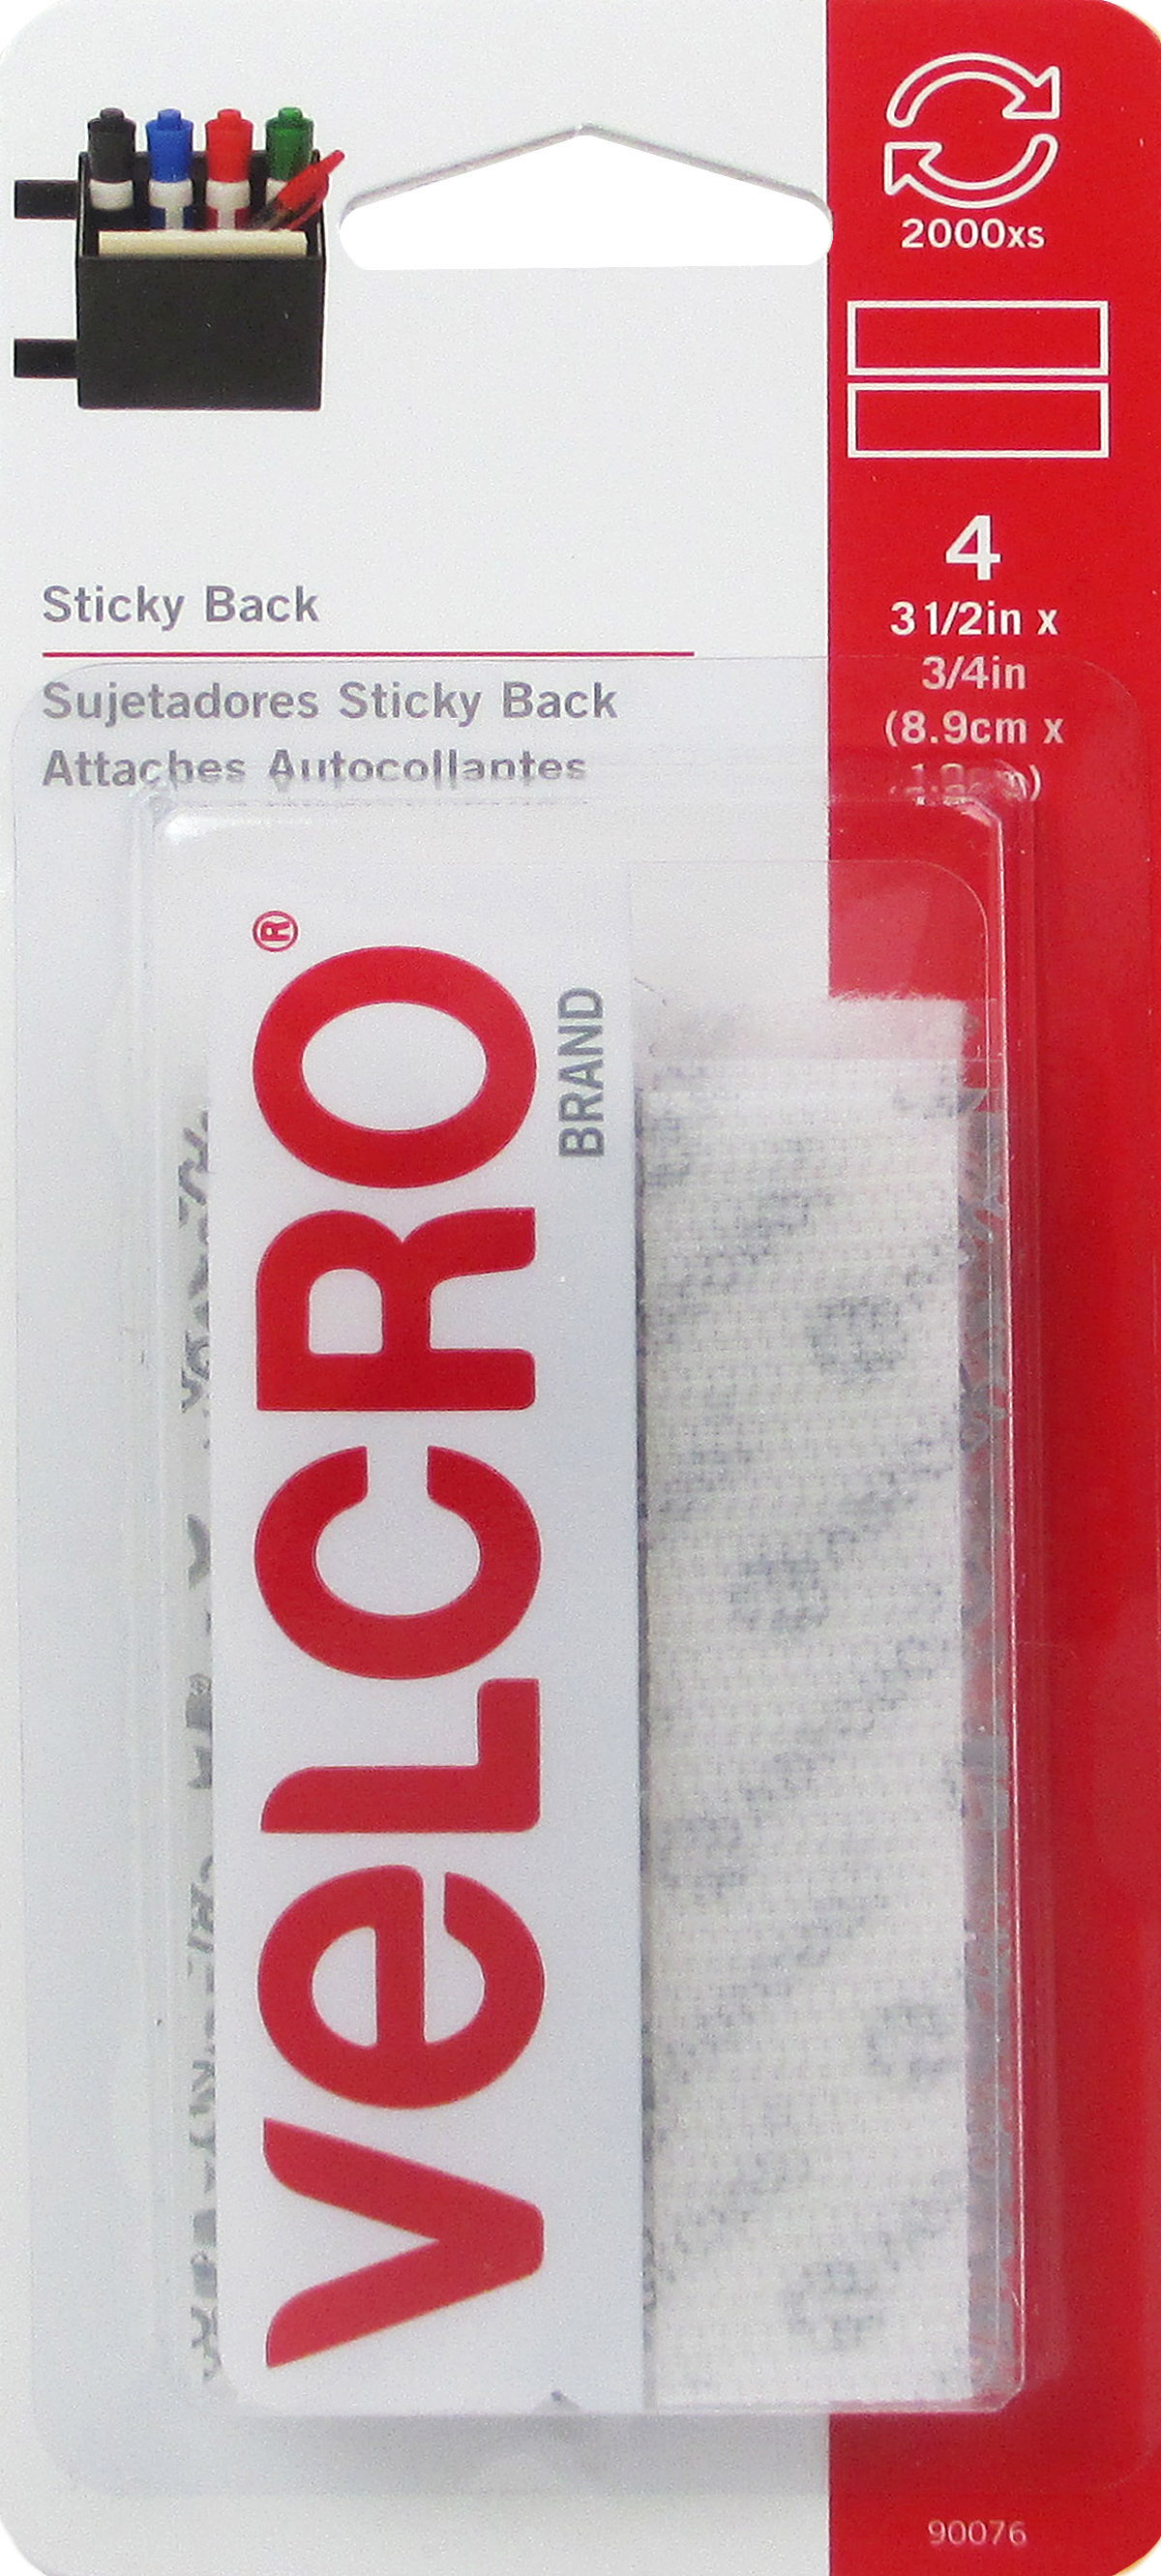 2000xs
4
3 1/2in x
3/4in
(8.9cm x
Sticky Back
Sujetadores Sticky Back
Attaches Autocollantes
VELCRO®
BRAND
90076